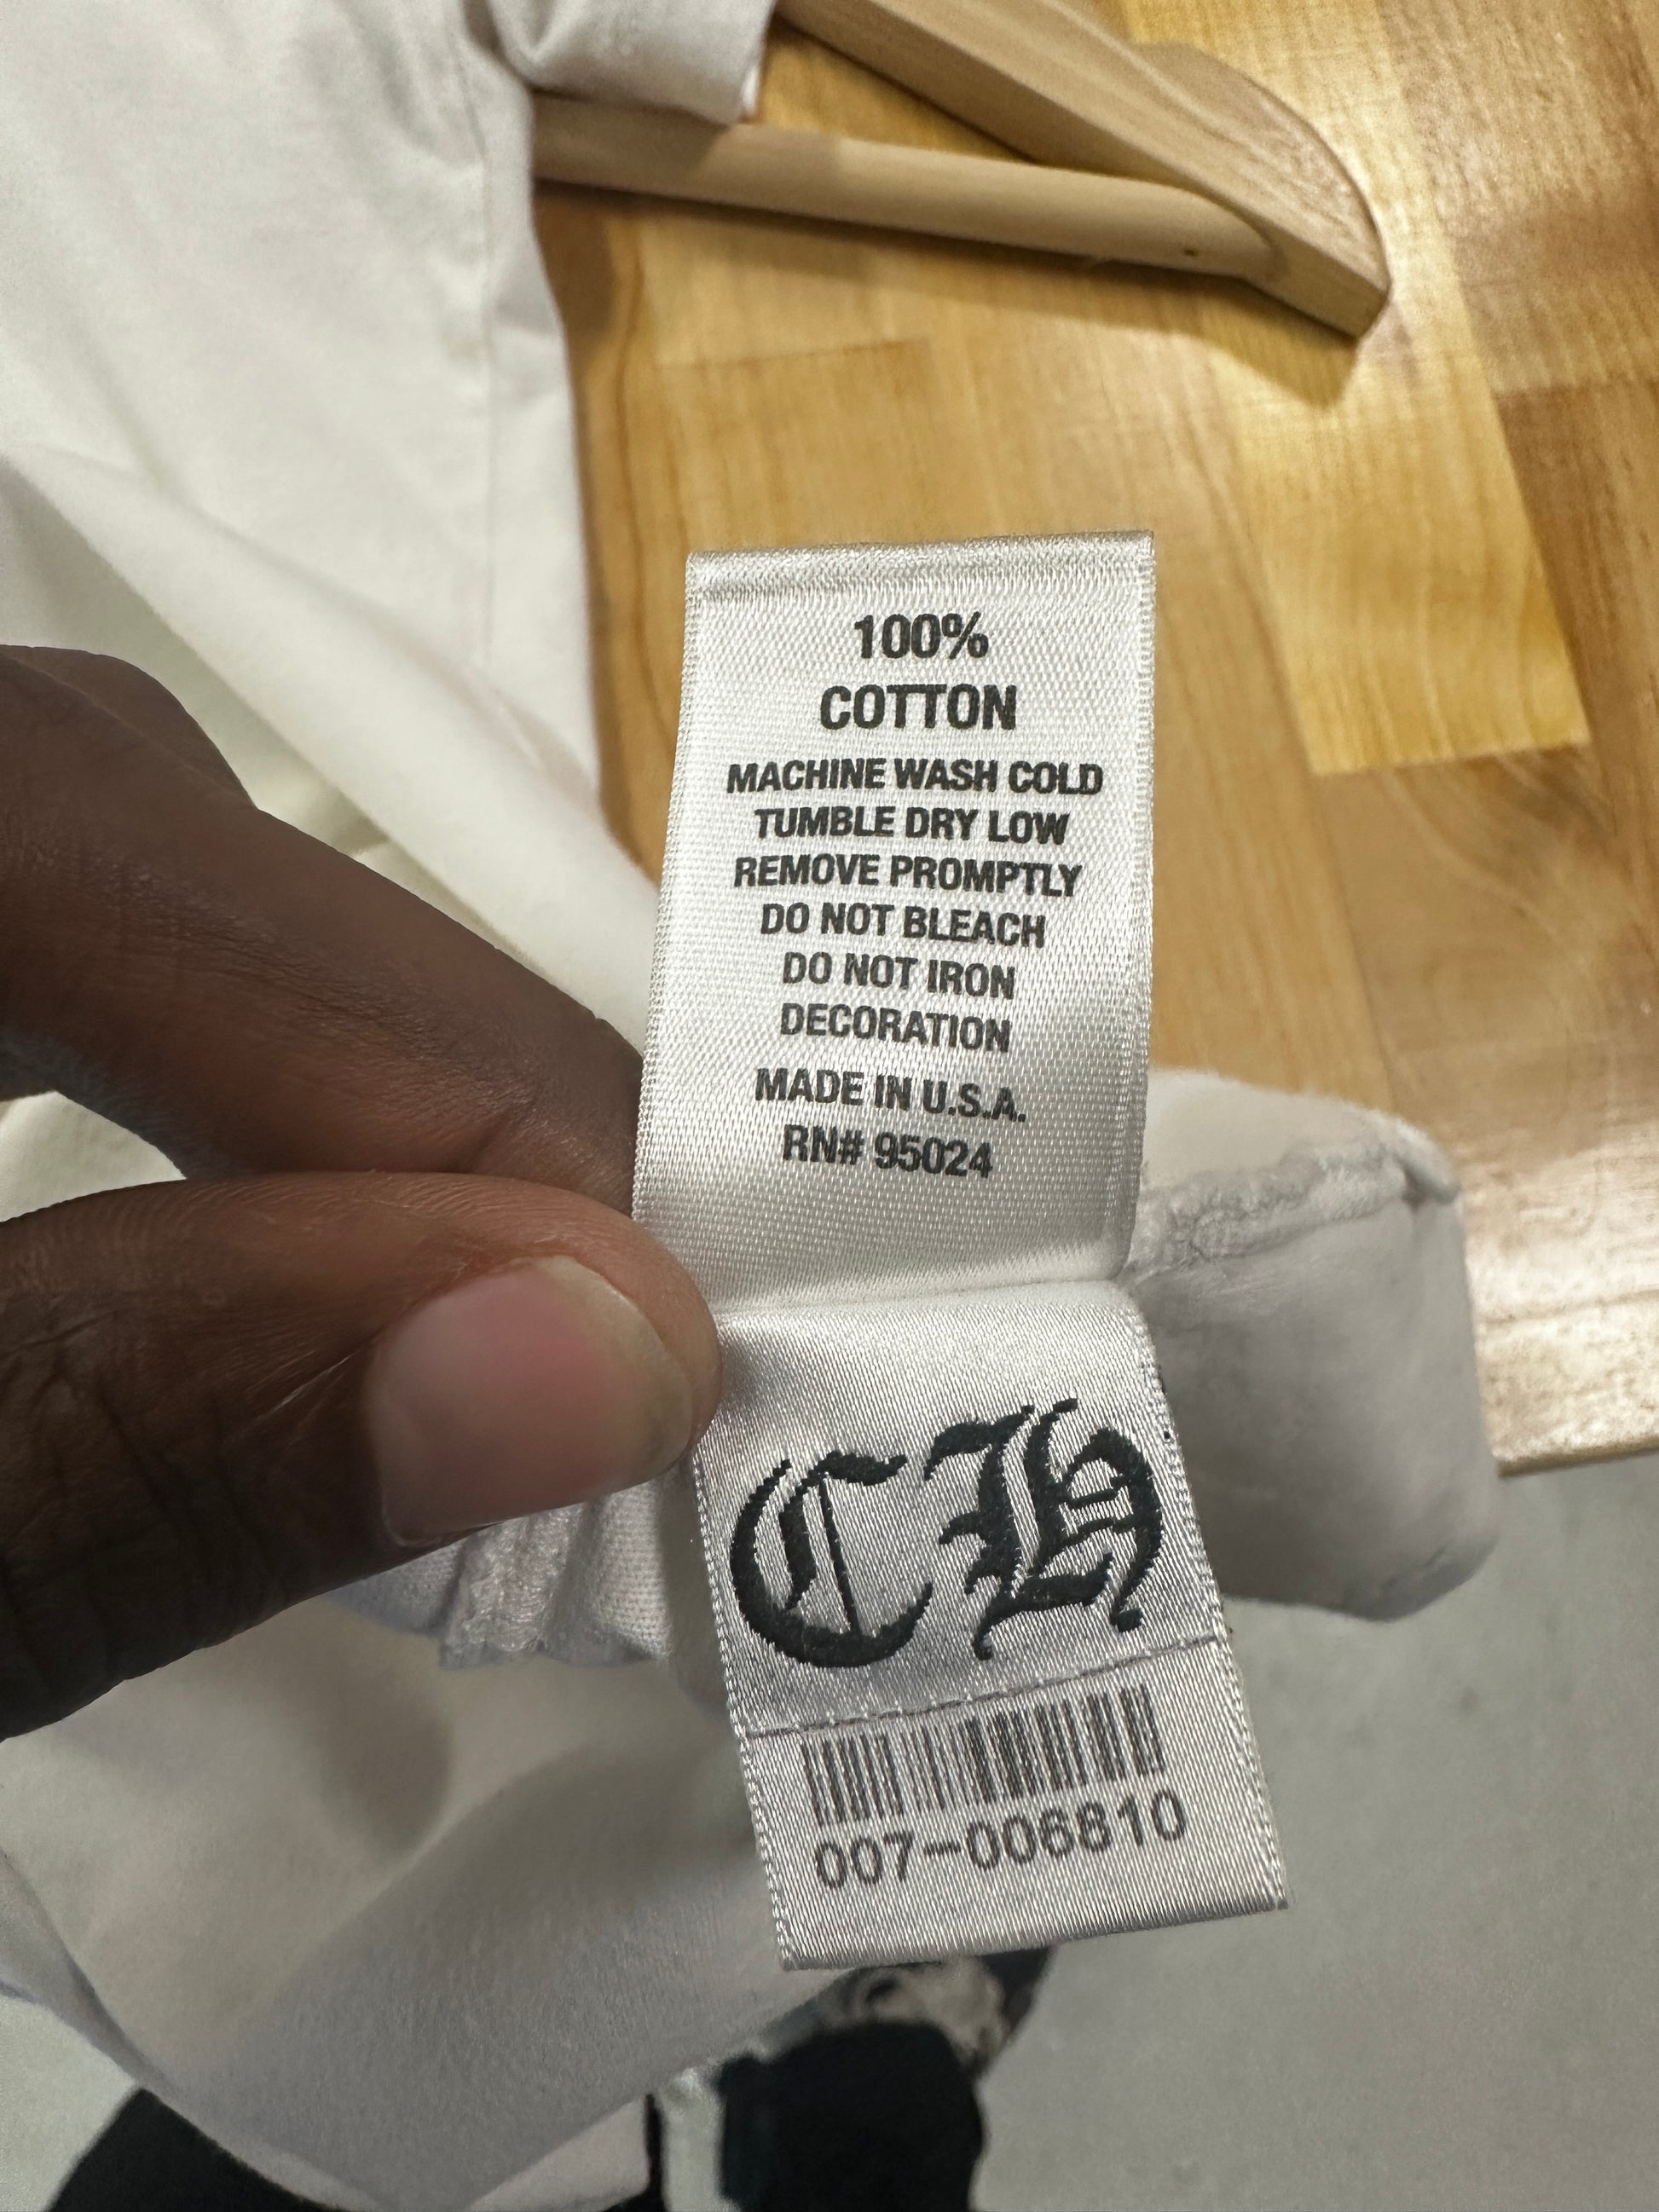 100%
COTTON
MACHINE WASH COLD
TUMBLE DRY LOW
REMOVE PROMPTLY
DO NOT BLEACH
DO NOT IRON
DECORATION
MADE IN U.S.A.
RN# 95024
CH
007-006810